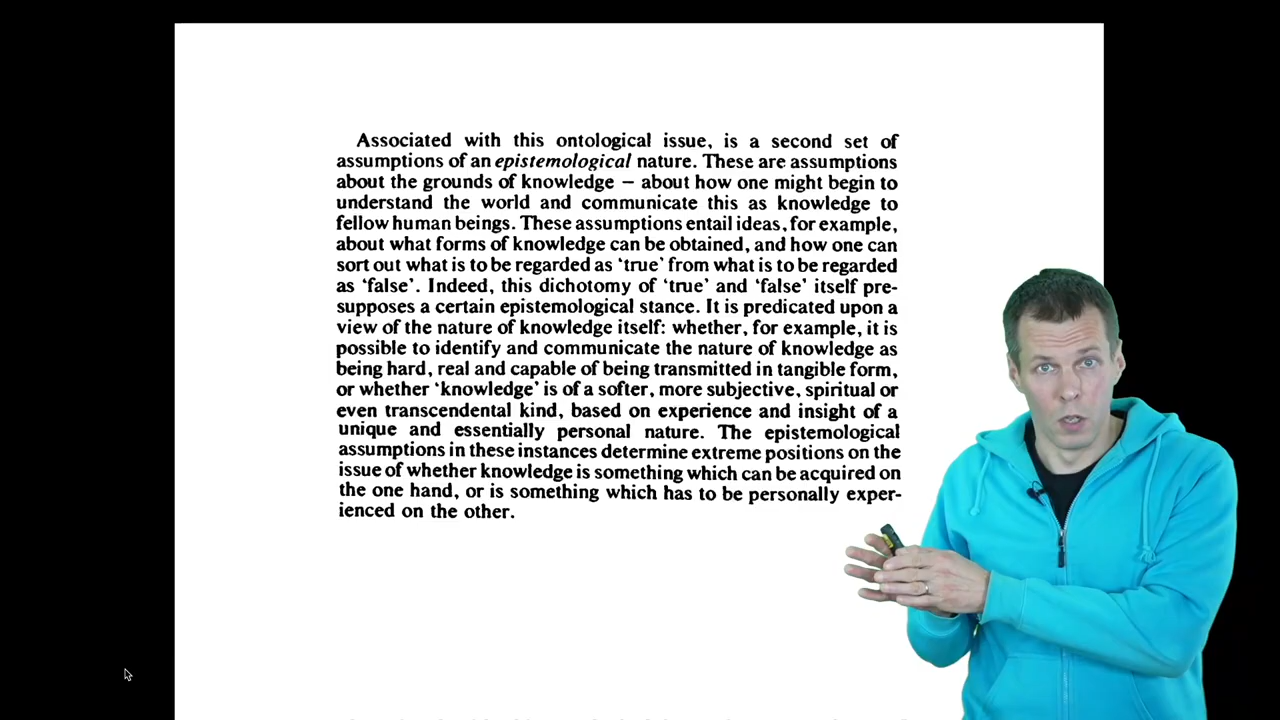 Associated with this ontological issue, is a second set of
assumptions of an epistemological nature. These are assumptions
about the grounds of knowledge – about how one might begin to
understand the world and communicate this as knowledge to
fellow human beings. These assumptions entail ideas, for example,
about what forms of knowledge can be obtained, and how one can
sort out what is to be regarded as ‘true’ from what is to be regarded
as ‘false’. Indeed, this dichotomy of ‘true’ and ‘false’ itself pre-
supposes a certain epistemological stance. It is predicated upon a
view of the nature of knowledge itself: whether, for example, it is
possible to identify and communicate the nature of knowledge as
being hard, real and capable of being transmitted in tangible form,
or whether ‘knowledge’ is of a softer, more subjective, spiritual or
even transcendental kind, based on experience and insight of a
unique and essentially personal nature. The epistemological
assumptions in these instances determine extreme positions on the
issue of whether knowledge is something which can be acquired on
the one hand, or is something which has to be personally exper-
ienced on the other.